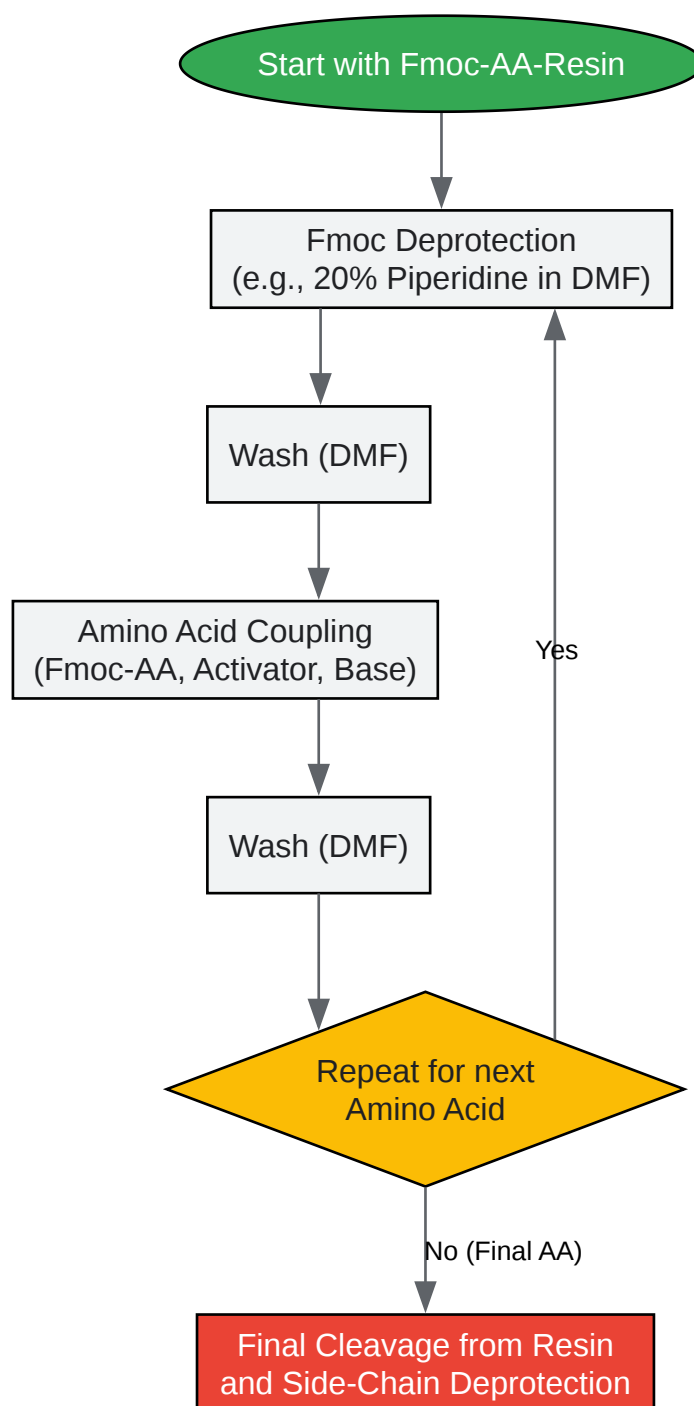 Start with Fmoc-AA-Resin
Fmoc Deprotection
(e.g., 20% Piperidine in DMF)
Wash (DMF)
Amino Acid Coupling
(Fmoc-AA, Activator, Base)
Yes
Wash (DMF)
Repeat for next
Amino Acid
No (Final AA)
Final Cleavage from Resin
and Side-Chain Deprotection